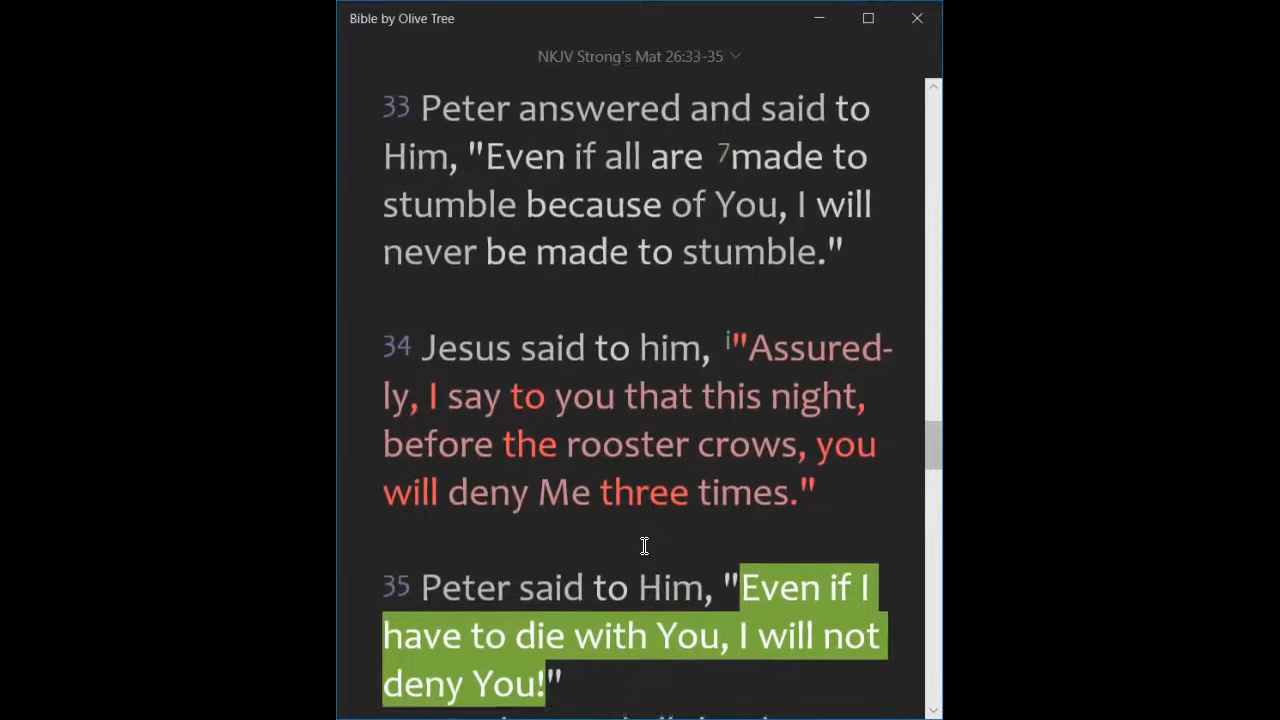 Bible by Olive Tree
NKJV Strong's Mat 26:33-35
33 Peter answered and said to
Him, "Even if all are 7made to
stumble because of You, I will
never be made to stumble."
34 Jesus said to him, i"Assured-
ly, I say to you that this night,
before the rooster crows, you
will deny Me three times."
35 Peter said to Him, "Even if I
have to die with You, I will not
deny You!"